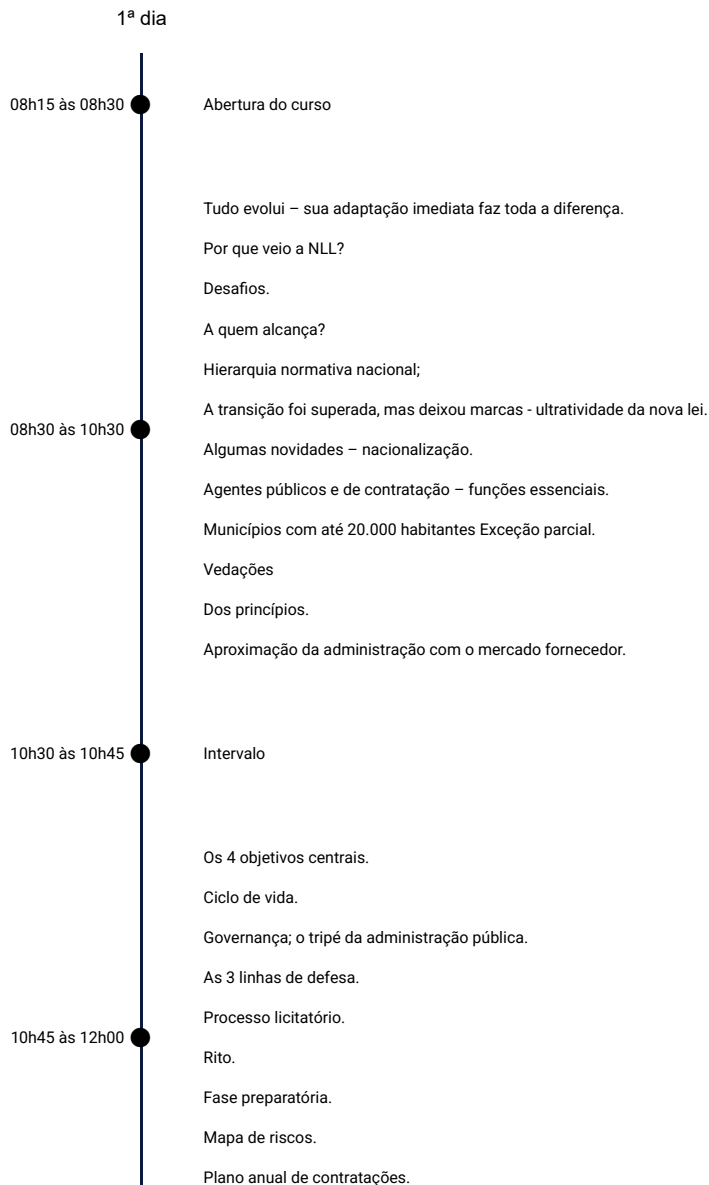 1ª dia
08h15 às 08h30
Abertura do curso
08h30 às 10h30
Tudo evolui – sua adaptação imediata faz toda a diferença.
Por que veio a NLL?
Desafios.
A quem alcança?
Hierarquia normativa nacional;
A transição foi superada, mas deixou marcas - ultratividade da nova lei.
Algumas novidades – nacionalização.
Agentes públicos e de contratação – funções essenciais.
Municípios com até 20.000 habitantes Exceção parcial.
Vedações
Dos princípios.
Aproximação da administração com o mercado fornecedor.
10h30 às 10h45
Intervalo
10h45 às 12h00
Os 4 objetivos centrais.
Ciclo de vida.
Governança; o tripé da administração pública.
As 3 linhas de defesa.
Processo licitatório.
Rito.
Fase preparatória.
Mapa de riscos.
Plano anual de contratações.